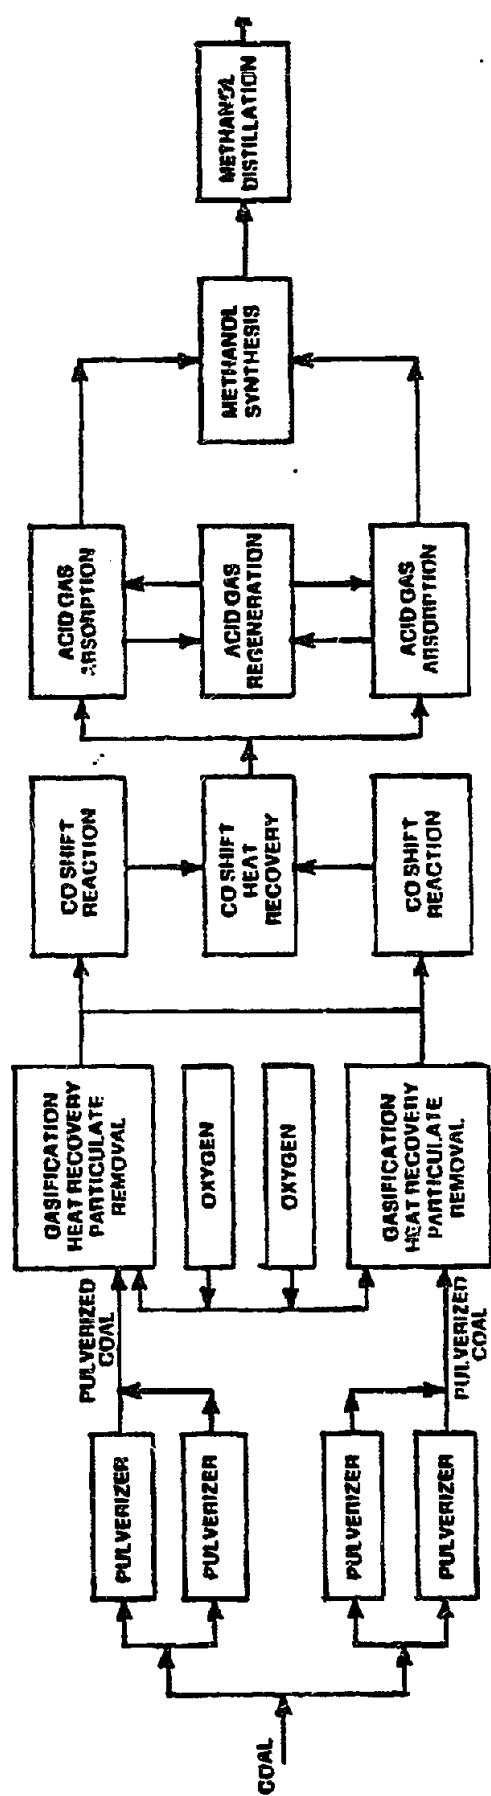 COAL
PULVERIZER
PULVERIZER
PULVERIZER
PULVERIZER
PULVERIZED
COAL
PULVERIZED
COAL
GASIFICATION
HEAT RECOVERY
PARTICULATE
REMOVAL
OXYGEN
OXYGEN
GASIFICATION
HEAT RECOVERY
PARTICULATE
REMOVAL
CO SHIFT
REACTION
CO SHIFT
HEAT
RECOVERY
CO SHIFT
REACTION
ACID GAS
ABSORPTION
ACID GAS
REGENERATION
ACID GAS
ABSORPTION
METHANOL
SYNTHESIS
METHANOL
DISTILLATION